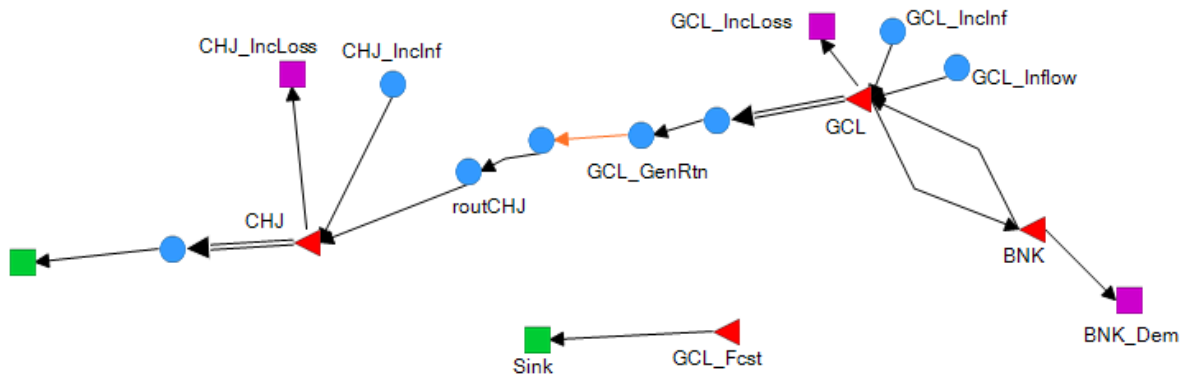 GCL_IncLoss
GCL_IncInf
CHJ_IncLoss
CHJ_IncInf
GCL_Inflow
GCL
GCL_GenRtn
routCHJ
CHJ
BNK
BNK_Dem
Sink
GCL_Fcst